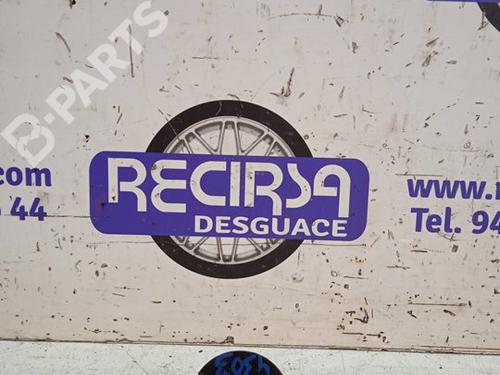 B-PARTS
RECIRSA
DESGUACE
.com
44
www.
Tel. 94